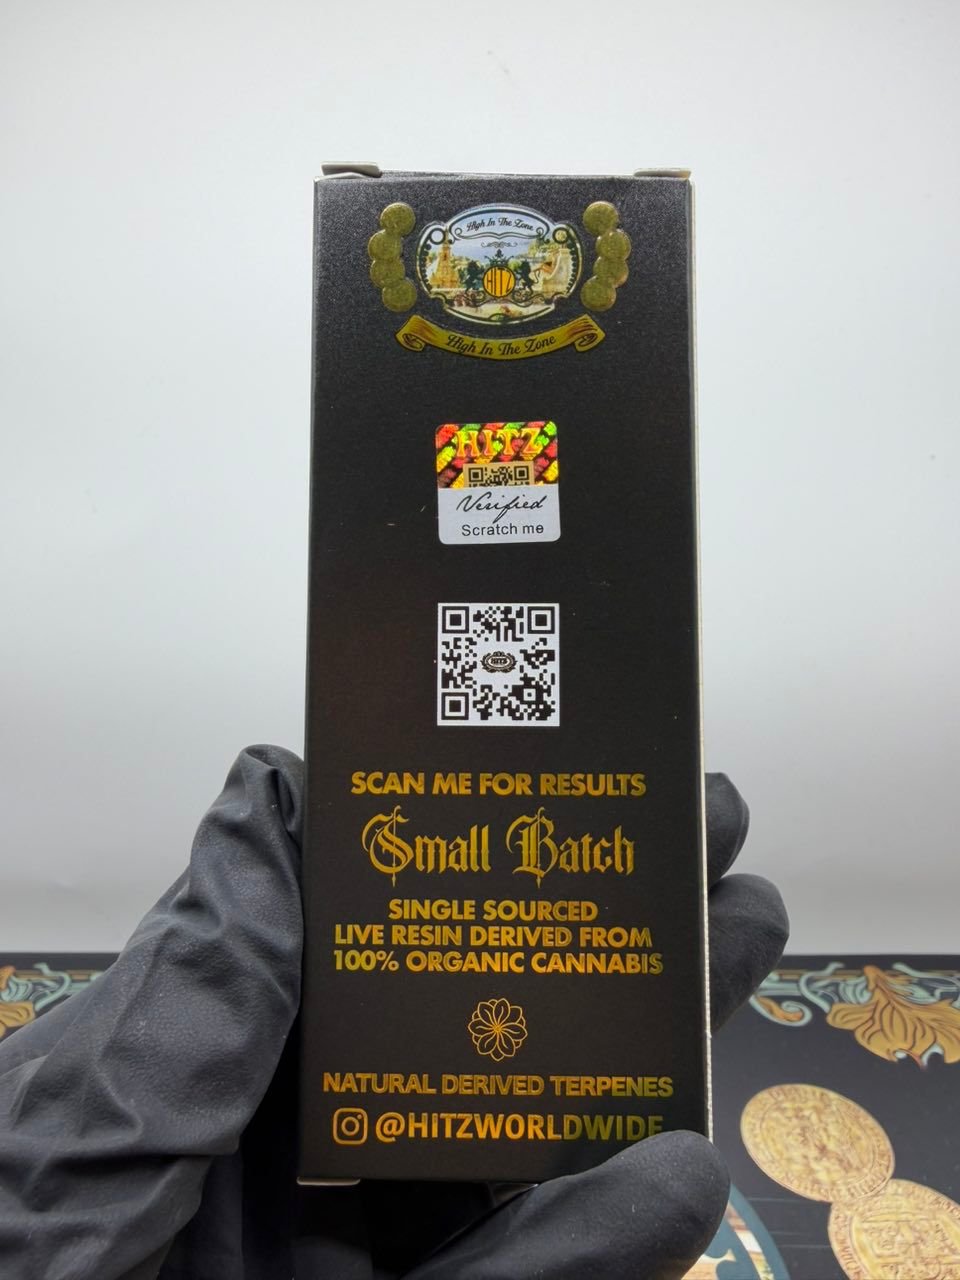 High In The Zone
HITZ
High In The Zone
HITZ
Verified
Scratch me
HITZ
SCAN ME FOR RESULTS
Small Batch
SINGLE SOURCED
LIVE RESIN DERIVED FROM
100% ORGANIC CANNABIS
NATURAL DERIVED TERPENES
@HITZWORLDWIDE